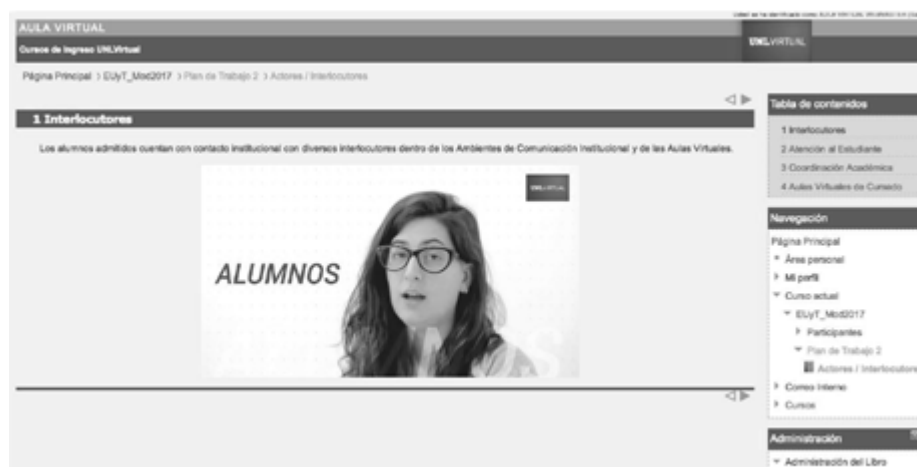 AULA VIRTUAL
Cursos de Ingreso UNLVirtual
UNLVIRTUAL
Página Principal › EUyT_Mod2017 › Plan de Trabajo 2 › Actores / Interlocutores
1 Interlocutores
Los alumnos admitidos cuentan con contacto institucional con diversos interlocutores dentro de los Ambientes de Comunicación Institucional y de las Aulas Virtuales.
UNLVIRTUAL
ALUMNOS
Tabla de contenidos
1 Interlocutores
2 Atención al Estudiante
3 Coordinación Académica
4 Aulas Virtuales de Cursado
Navegación
Página Principal
Área personal
Mi perfil
Curso actual
EUyT_Mod2017
Participantes
Plan de Trabajo 2
Actores / Interlocutore
Correo Interno
Cursos
Administración
Administración del Libro